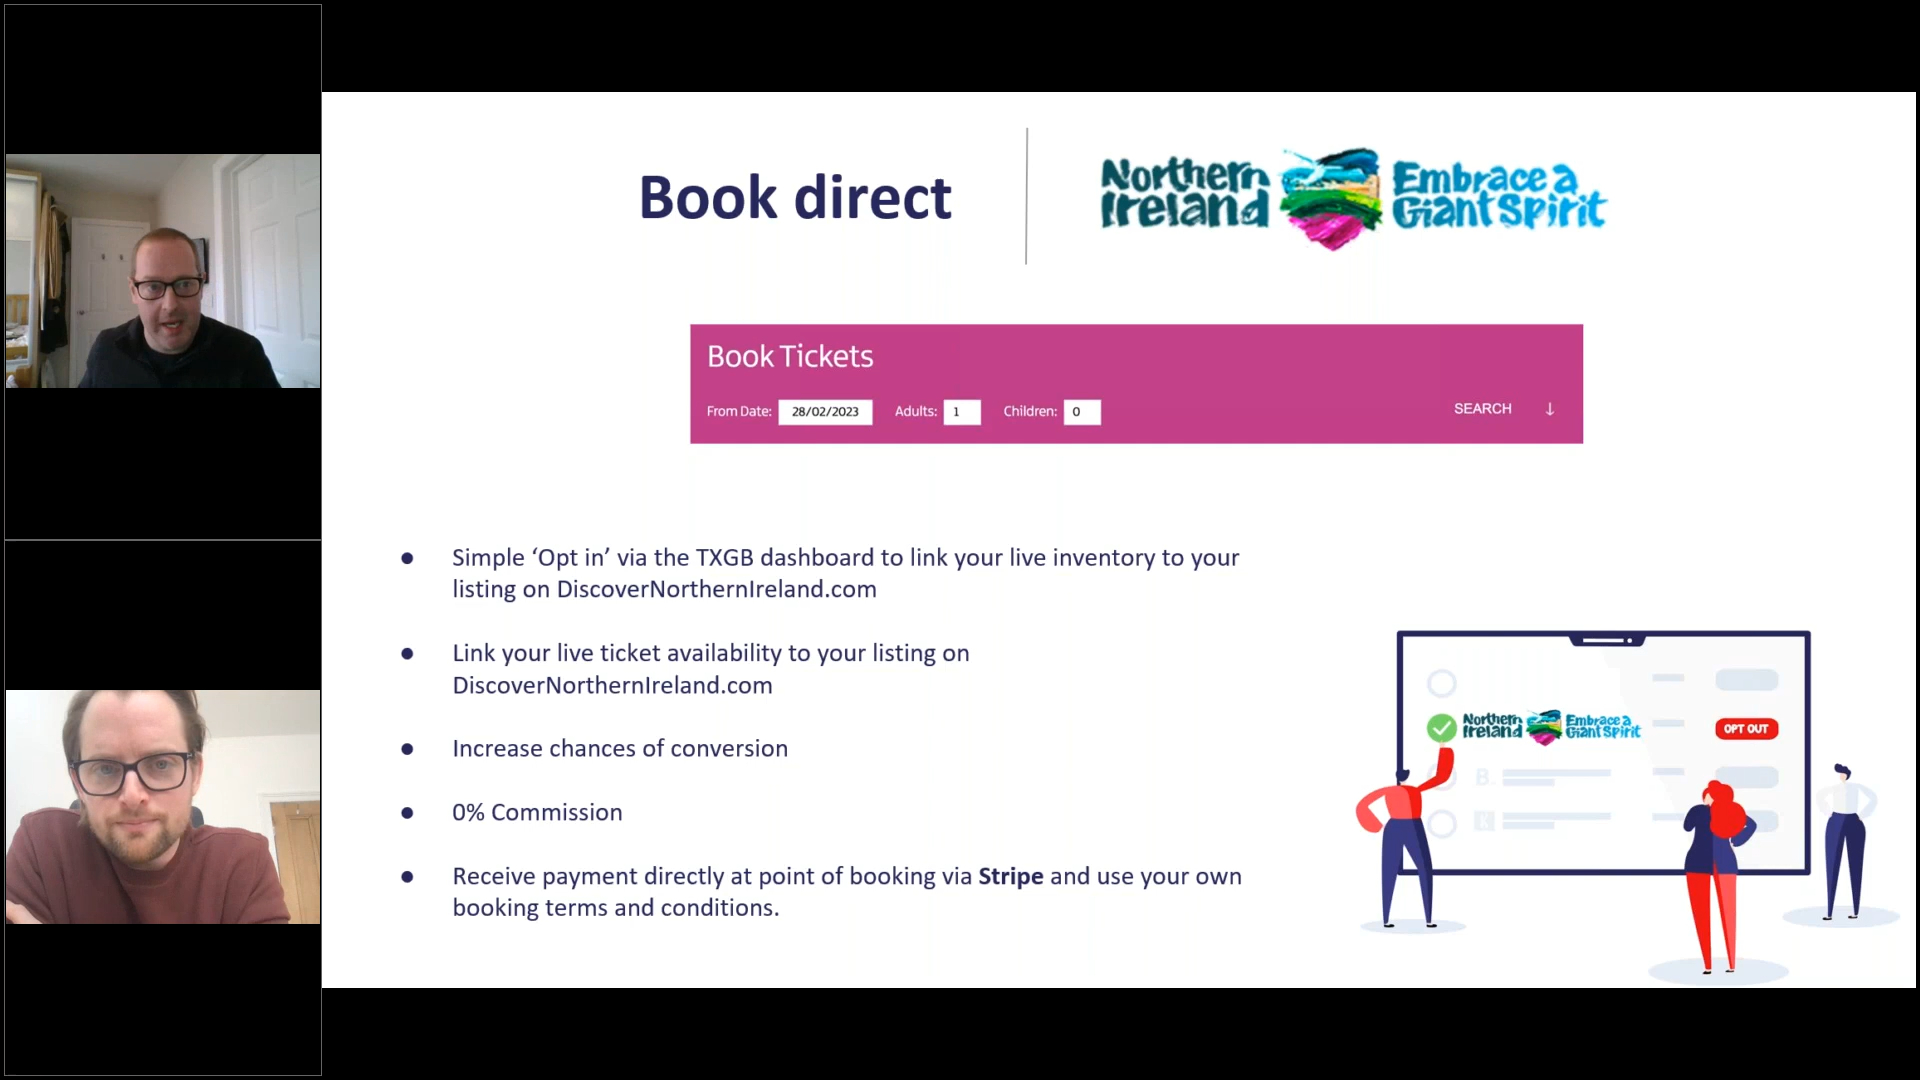 Book direct
Northern Ireland
Embrace a Giant Spirit
Book Tickets
From Date: 28/02/2023 Adults: 1 Children: 0 SEARCH ↓
● Simple ‘Opt in’ via the TXGB dashboard to link your live inventory to your
listing on DiscoverNorthernIreland.com
● Link your live ticket availability to your listing on
DiscoverNorthernIreland.com
● Increase chances of conversion
● 0% Commission
● Receive payment directly at point of booking via Stripe and use your own
booking terms and conditions.
Northern Ireland
Embrace a Giant Spirit
OPT OUT
B.
K